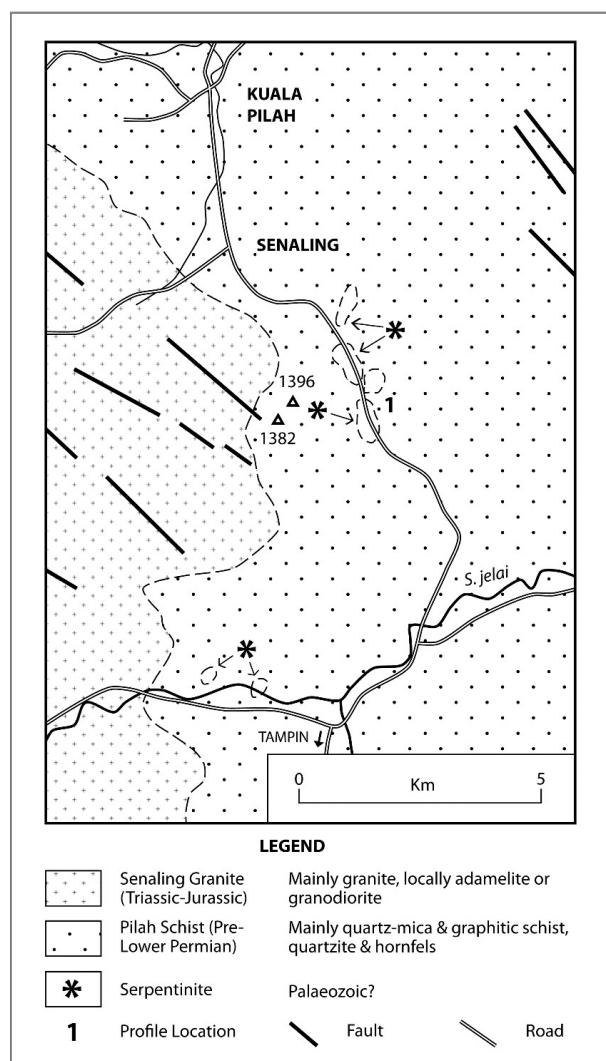 KUALA
PILAH
SENALING
1396
1382
1
S. jelai
TAMPIN
0
Km
5
LEGEND
Senaling Granite
(Triassic-Jurassic)
Mainly granite, locally adamelite or
granodiorite
Pilah Schist (Pre-
Lower Permian)
Mainly quartz-mica & graphitic schist,
quartzite & hornfels
Serpentinite
Palaeozoic?
1
Profile Location
Fault
Road